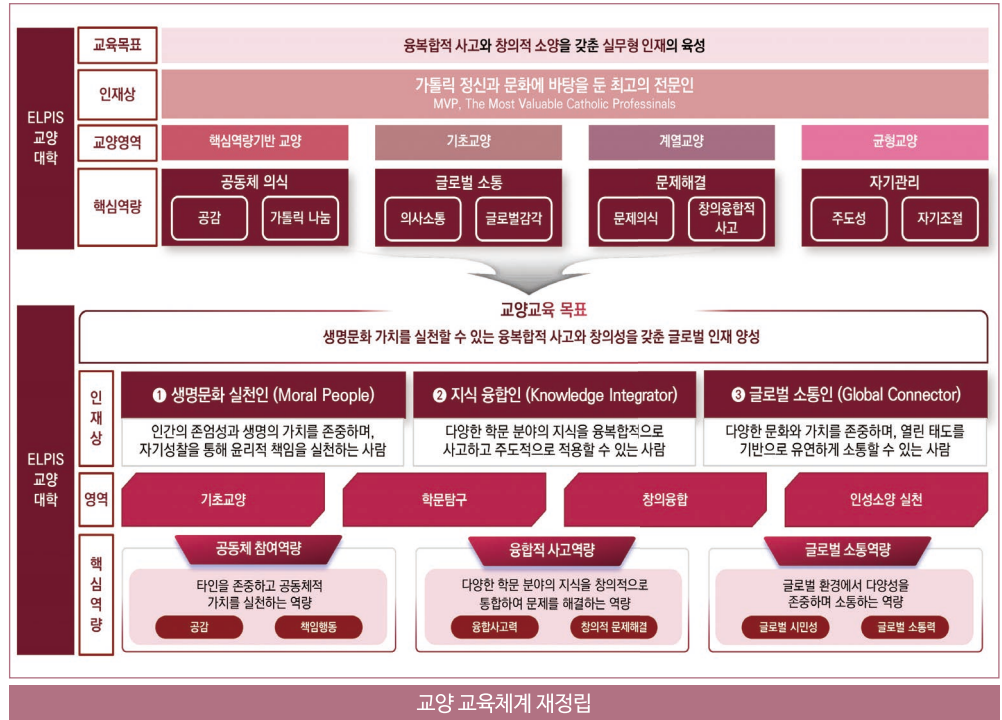 ELPIS
교양
대학
교육목표
융복합적 사고와 창의적 소양을 갖춘 실무형 인재의 육성
인재상
가톨릭 정신과 문화에 바탕을 둔 최고의 전문인
MVP, The Most Valuable Catholic Professinals
교양영역
핵심역량기반 교양
기초교양
계열교양
균형교양
핵심역량
공동체 의식
공감
가톨릭 나눔
글로벌 소통
의사소통
글로벌감각
문제해결
문제의식
창의융합적
사고
자기관리
주도성
자기조절
ELPIS
교양
대학
교양교육 목표
생명문화 가치를 실천할 수 있는 융복합적 사고와 창의성을 갖춘 글로벌 인재 양성
인
재
상
❶ 생명문화 실천인 (Moral People)
인간의 존엄성과 생명의 가치를 존중하며,
자기성찰을 통해 윤리적 책임을 실천하는 사람
❷ 지식 융합인 (Knowledge Integrator)
다양한 학문 분야의 지식을 융복합적으로
사고하고 주도적으로 적용할 수 있는 사람
❸ 글로벌 소통인 (Global Connector)
다양한 문화와 가치를 존중하며, 열린 태도를
기반으로 유연하게 소통할 수 있는 사람
영역
기초교양
학문탐구
창의융합
인성소양 실천
핵
심
역
량
공동체 참여역량
타인을 존중하고 공동체적
가치를 실천하는 역량
공감
책임행동
융합적 사고역량
다양한 학문 분야의 지식을 창의적으로
통합하여 문제를 해결하는 역량
융합사고력
창의적 문제해결
글로벌 소통역량
글로벌 환경에서 다양성을
존중하며 소통하는 역량
글로벌 시민성
글로벌 소통력
교양 교육체계 재정립